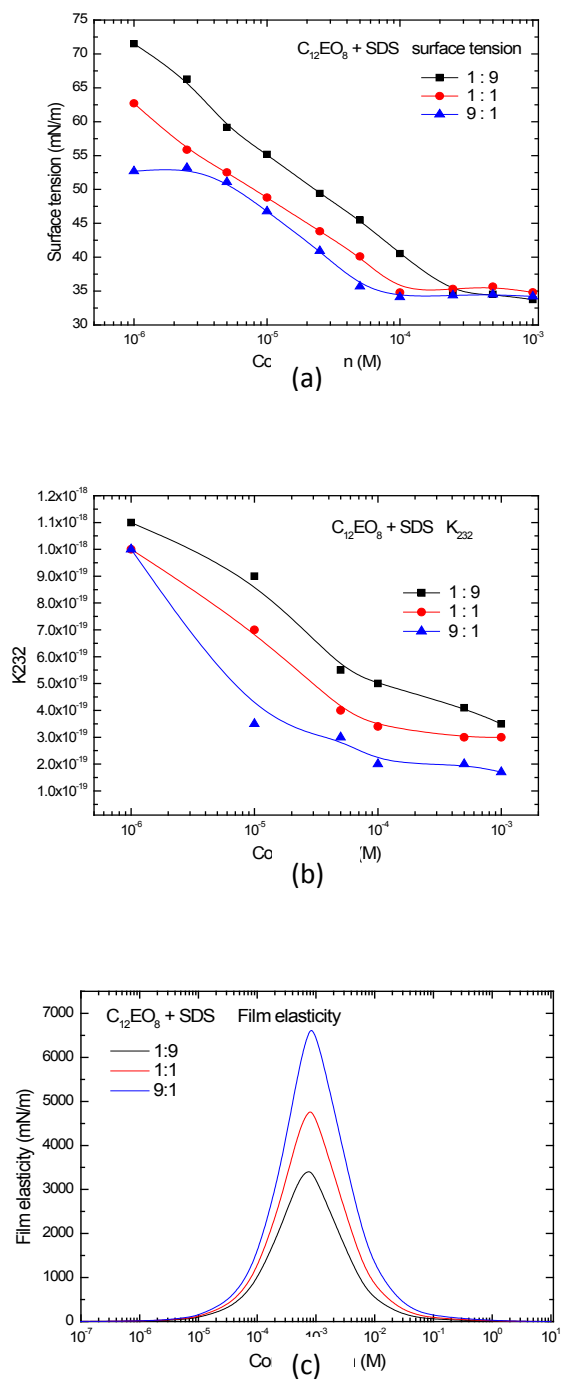 C₁₂EO₈ + SDS surface tension
1 : 9
1 : 1
9 : 1
75
70
65
60
55
50
45
40
35
30
Surface tension (mN/m)
10⁻⁶ 10⁻⁵ 10⁻⁴ 10⁻³
(M)
(a)
C₁₂EO₈ + SDS K₂₃₂
1 : 9
1 : 1
9 : 1
1.2x10⁻¹⁸
1.1x10⁻¹⁸
1.0x10⁻¹⁸
9.0x10⁻¹⁹
8.0x10⁻¹⁹
7.0x10⁻¹⁹
6.0x10⁻¹⁹
5.0x10⁻¹⁹
4.0x10⁻¹⁹
3.0x10⁻¹⁹
2.0x10⁻¹⁹
1.0x10⁻¹⁹
K232
10⁻⁶ 10⁻⁵ 10⁻⁴ 10⁻³
(M)
(b)
C₁₂EO₈ + SDS Film elasticity
1:9
1:1
9:1
7000
6000
5000
4000
3000
2000
1000
0
Film elasticity (mN/m)
10⁻⁷ 10⁻⁶ 10⁻⁵ 10⁻⁴ 10⁻³ 10⁻² 10⁻¹ 10⁰ 10¹
(M)
(c)